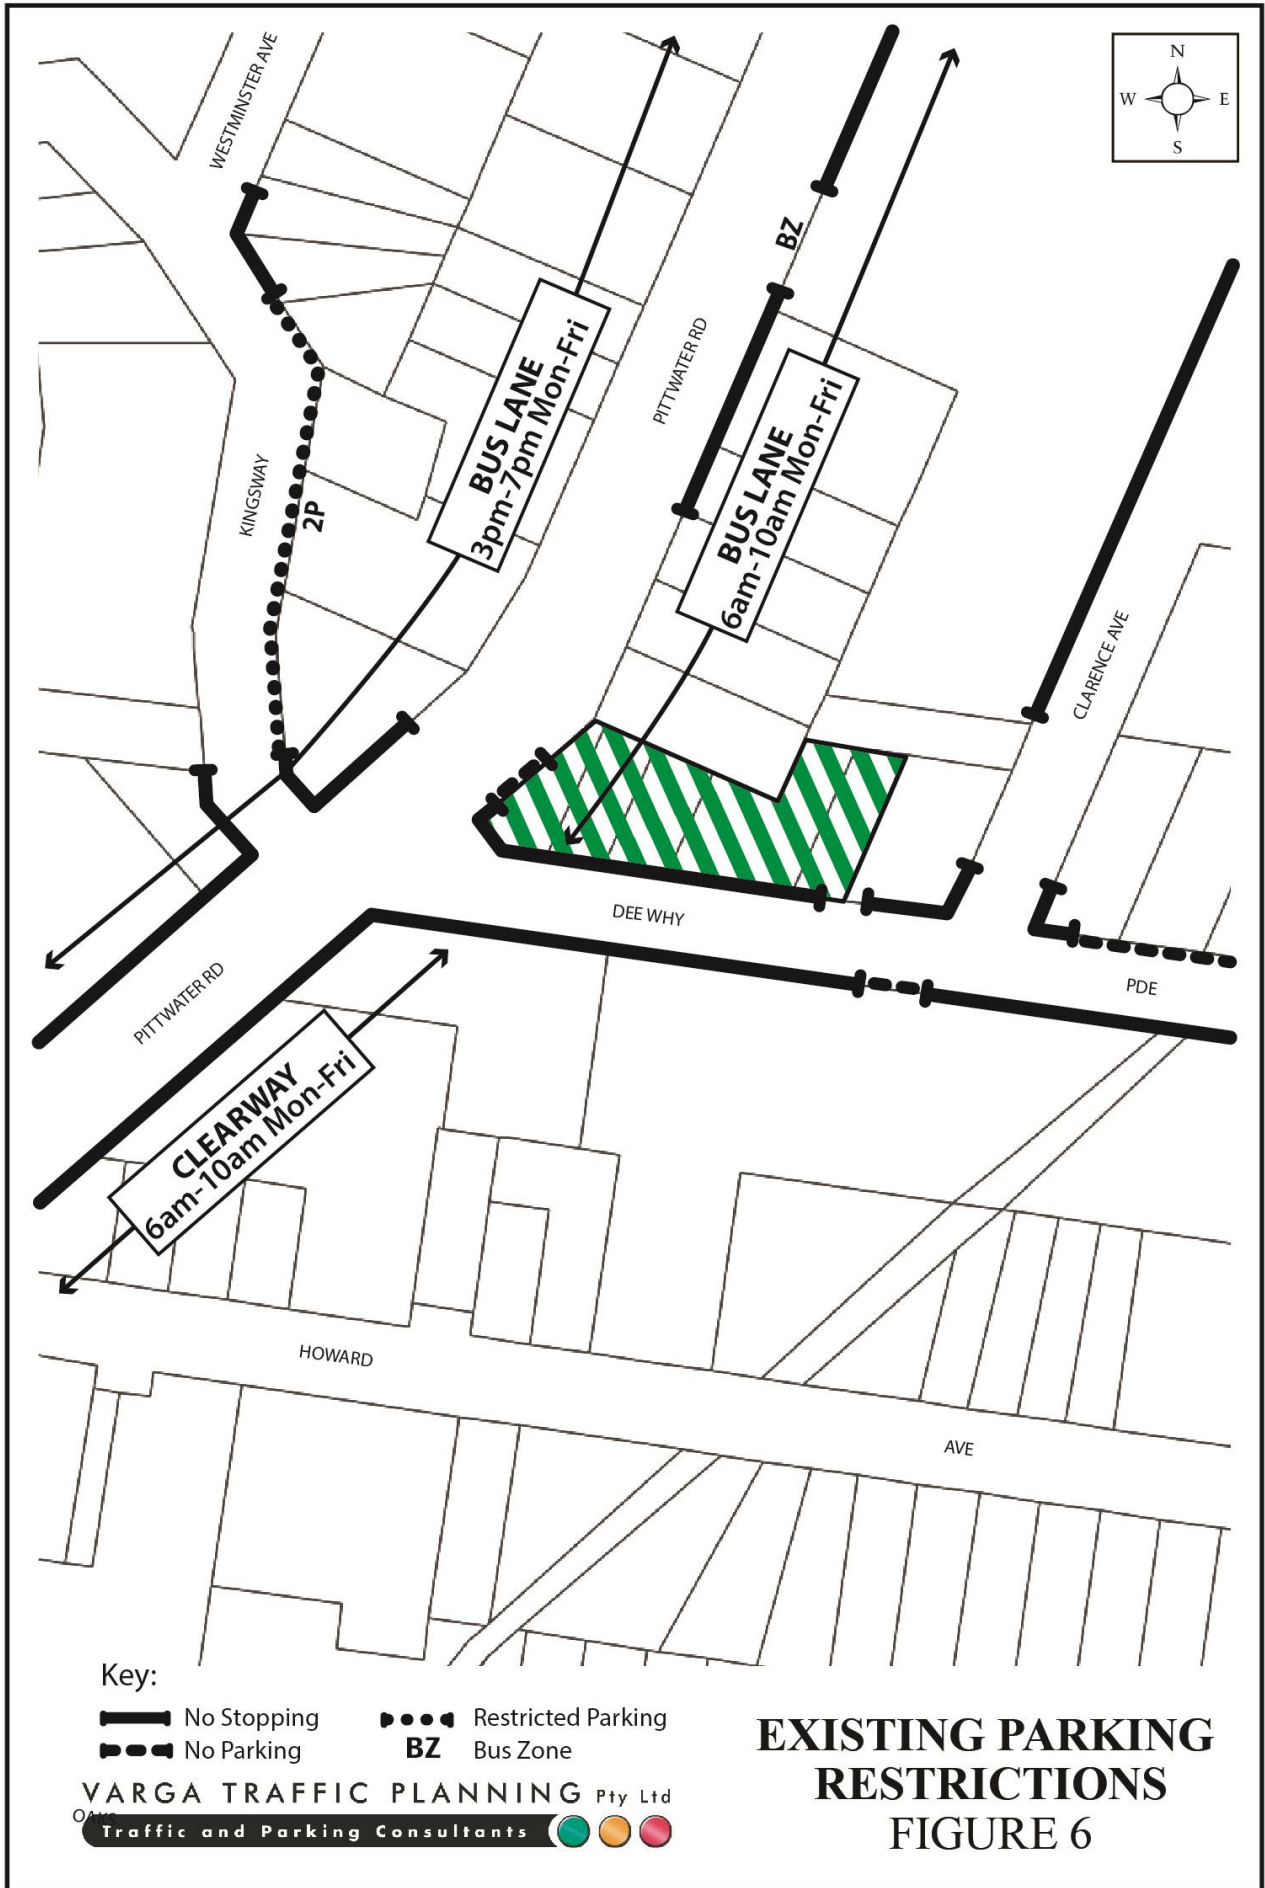 N
W E
S
WESTMINSTER AVE
BZ
PITTWATER RD
BUS LANE
3pm-7pm Mon-Fri
BUS LANE
6am-10am Mon-Fri
KINGSWAY
2P
CLARENCE AVE
DEE WHY
PDE
PITTWATER RD
CLEARWAY
6am-10am Mon-Fri
HOWARD
AVE
Key:
No Stopping
Restricted Parking
No Parking
BZ Bus Zone
EXISTING PARKING
RESTRICTIONS
FIGURE 6
VARGA TRAFFIC PLANNING Pty Ltd
OAKS
Traffic and Parking Consultants